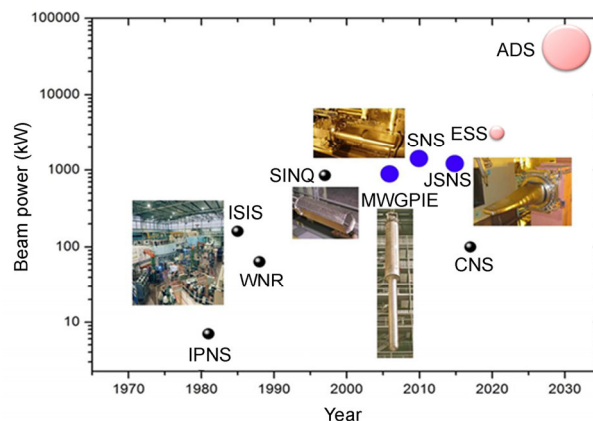 100000
10000
1000
100
10
Beam power (kW)
ADS
ESS
SNS
JSNS
SINQ
MWGPIE
ISIS
WNR
CNS
IPNS
1970
1980
1990
2000
2010
2020
2030
Year